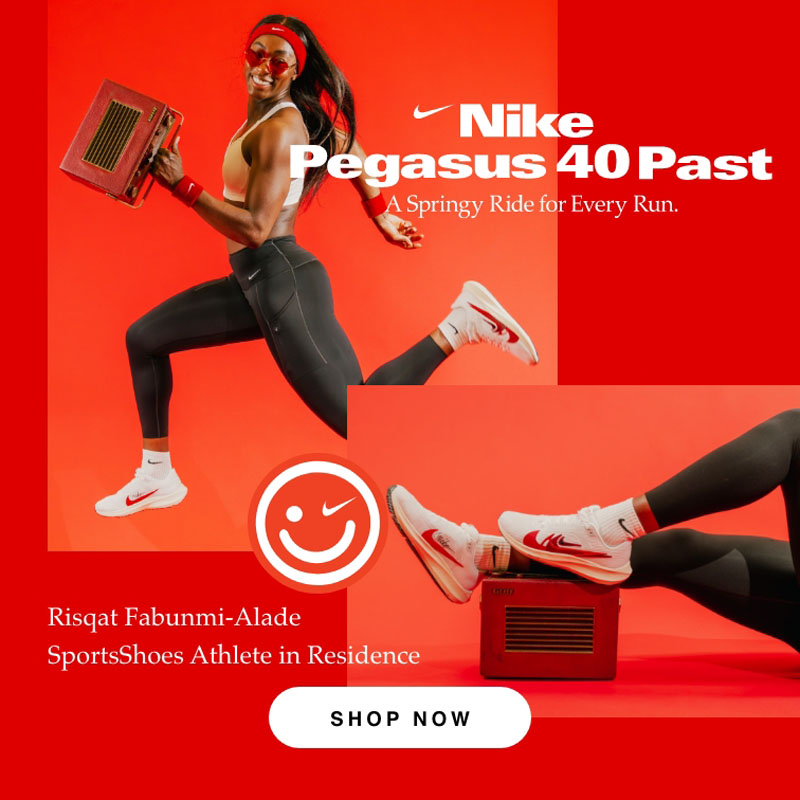 Nike
Pegasus 40 Past
A Springy Ride for Every Run.
Risqat Fabunmi-Alade
SportsShoes Athlete in Residence
SHOP NOW